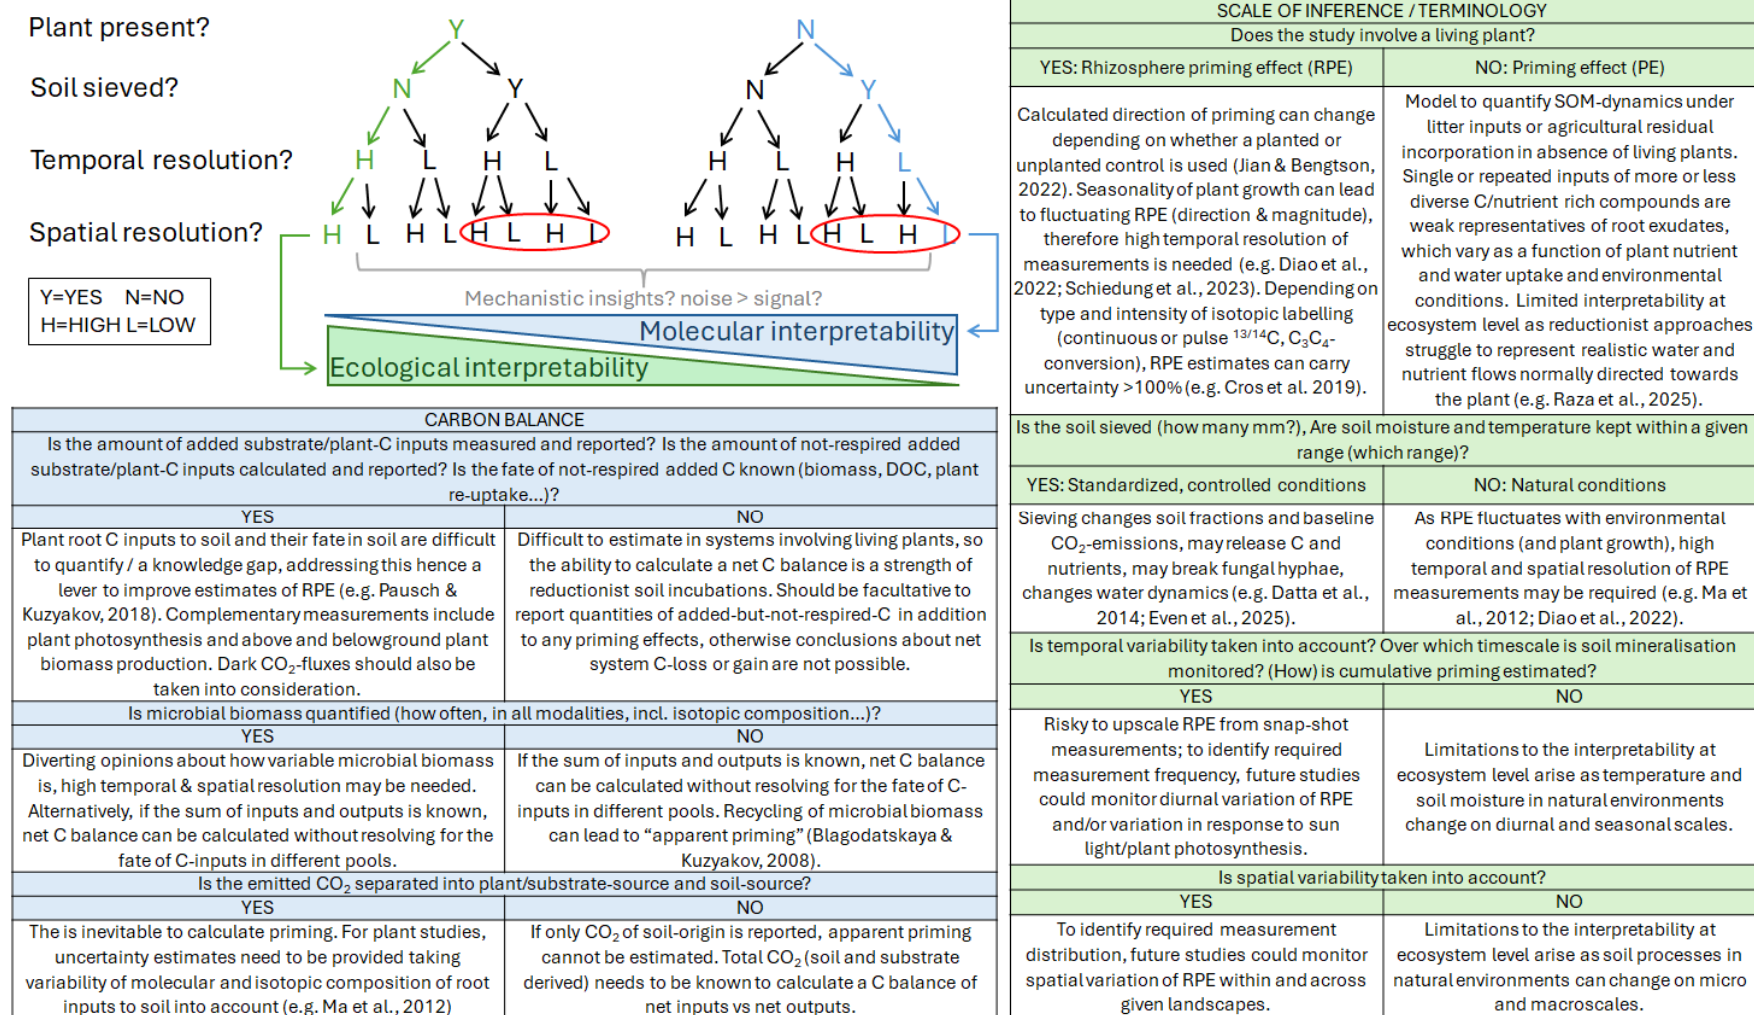 Plant present?
Y
N
Soil sieved?
N
Y
N
Y
Temporal resolution?
H
L
H
L
H
L
H
L
Spatial resolution?
H
L
H
L
H
L
H
L
H
L
H
L
H
L
H
L
Y=YES N=NO
H=HIGH L=LOW
Mechanistic insights? noise > signal?
Molecular interpretability
Ecological interpretability
CARBON BALANCE
Is the amount of added substrate/plant-C inputs measured and reported? Is the amount of not-respired added
substrate/plant-C inputs calculated and reported? Is the fate of not-respired added C known (biomass, DOC, plant
re-uptake...)?
YES
Plant root C inputs to soil and their fate in soil are difficult
to quantify / a knowledge gap, addressing this hence a
lever to improve estimates of RPE (e.g. Pausch &
Kuzyakov, 2018). Complementary measurements include
plant photosynthesis and above and belowground plant
biomass production. Dark CO₂-fluxes should also be
taken into consideration.
NO
Difficult to estimate in systems involving living plants, so
the ability to calculate a net C balance is a strength of
reductionist soil incubations. Should be facultative to
report quantities of added-but-not-respired-C in addition
to any priming effects, otherwise conclusions about net
system C-loss or gain are not possible.
Is microbial biomass quantified (how often, in all modalities, incl. isotopic composition...)?
YES
Diverting opinions about how variable microbial biomass
is, high temporal & spatial resolution may be needed.
Alternatively, if the sum of inputs and outputs is known,
net C balance can be calculated without resolving for the
fate of C-inputs in different pools.
NO
If the sum of inputs and outputs is known, net C balance
can be calculated without resolving for the fate of C-
inputs in different pools. Recycling of microbial biomass
can lead to “apparent priming” (Blagodatskaya &
Kuzyakov, 2008).
Is the emitted CO₂ separated into plant/substrate-source and soil-source?
YES
The is inevitable to calculate priming. For plant studies,
uncertainty estimates need to be provided taking
variability of molecular and isotopic composition of root
inputs to soil into account (e.g. Ma et al., 2012)
NO
If only CO₂ of soil-origin is reported, apparent priming
cannot be estimated. Total CO₂ (soil and substrate
derived) needs to be known to calculate a C balance of
net inputs vs net outputs.
SCALE OF INFERENCE / TERMINOLOGY
Does the study involve a living plant?
YES: Rhizosphere priming effect (RPE)
Calculated direction of priming can change
depending on whether a planted or
unplanted control is used (Jian & Bengtson,
2022). Seasonality of plant growth can lead
to fluctuating RPE (direction & magnitude),
therefore high temporal resolution of
measurements is needed (e.g. Diao et al.,
2022; Schiedung et al., 2023). Depending on
type and intensity of isotopic labelling
(continuous or pulse ¹³/¹⁴C, C₃C₄-
conversion), RPE estimates can carry
uncertainty >100% (e.g. Cros et al. 2019).
NO: Priming effect (PE)
Model to quantify SOM-dynamics under
litter inputs or agricultural residual
incorporation in absence of living plants.
Single or repeated inputs of more or less
diverse C/nutrient rich compounds are
weak representatives of root exudates,
which vary as a function of plant nutrient
and water uptake and environmental
conditions. Limited interpretability at
ecosystem level as reductionist approaches
struggle to represent realistic water and
nutrient flows normally directed towards
the plant (e.g. Raza et al., 2025).
Is the soil sieved (how many mm?), Are soil moisture and temperature kept within a given
range (which range)?
YES: Standardized, controlled conditions
Sieving changes soil fractions and baseline
CO₂-emissions, may release C and
nutrients, may break fungal hyphae,
changes water dynamics (e.g. Datta et al.,
2014; Even et al., 2025).
NO: Natural conditions
As RPE fluctuates with environmental
conditions (and plant growth), high
temporal and spatial resolution of RPE
measurements may be required (e.g. Ma et
al., 2012; Diao et al., 2022).
Is temporal variability taken into account? Over which timescale is soil mineralisation
monitored? (How) is cumulative priming estimated?
YES
Risky to upscale RPE from snap-shot
measurements; to identify required
measurement frequency, future studies
could monitor diurnal variation of RPE
and/or variation in response to sun
light/plant photosynthesis.
NO
Limitations to the interpretability at
ecosystem level arise as temperature and
soil moisture in natural environments
change on diurnal and seasonal scales.
Is spatial variability taken into account?
YES
To identify required measurement
distribution, future studies could monitor
spatial variation of RPE within and across
given landscapes.
NO
Limitations to the interpretability at
ecosystem level arise as soil processes in
natural environments can change on micro
and macroscales.